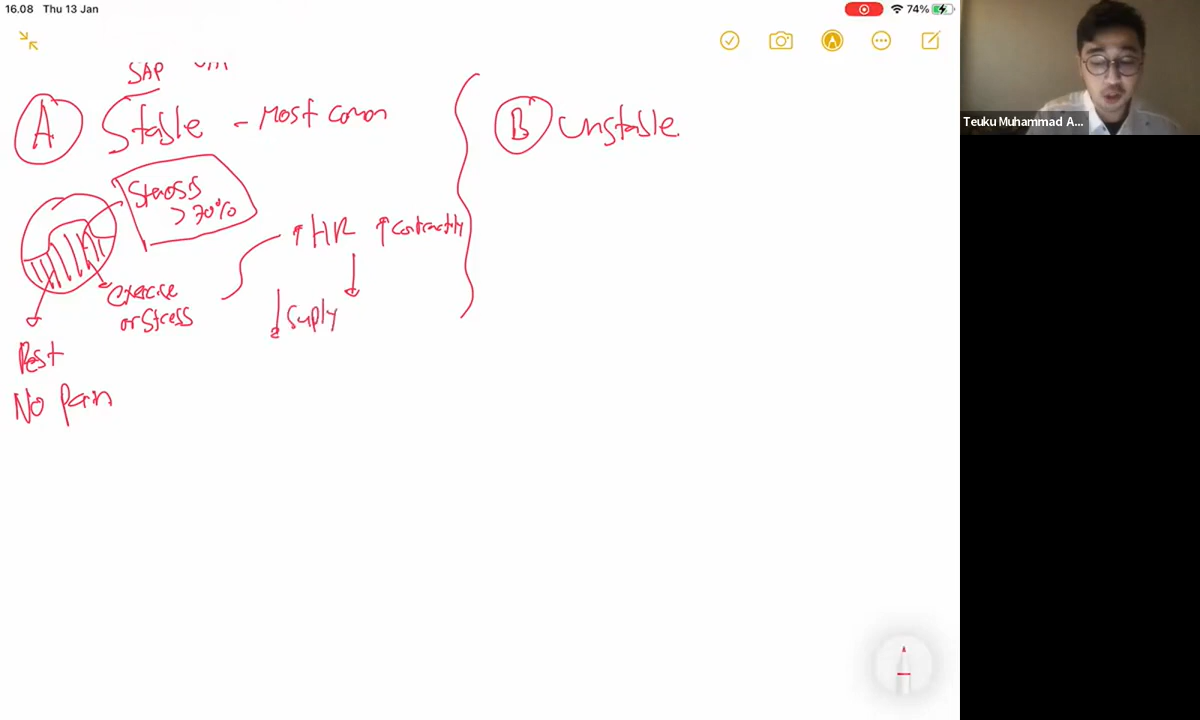 16.08 Thu 13 Jan
74%
SAP
A Stable - Most comon
B unstable
Stenosis
>70%
↑ HR ↑ contractility
exercise
or stress
↓ Suply
Rest
No Pain
Teuku Muhammad A...